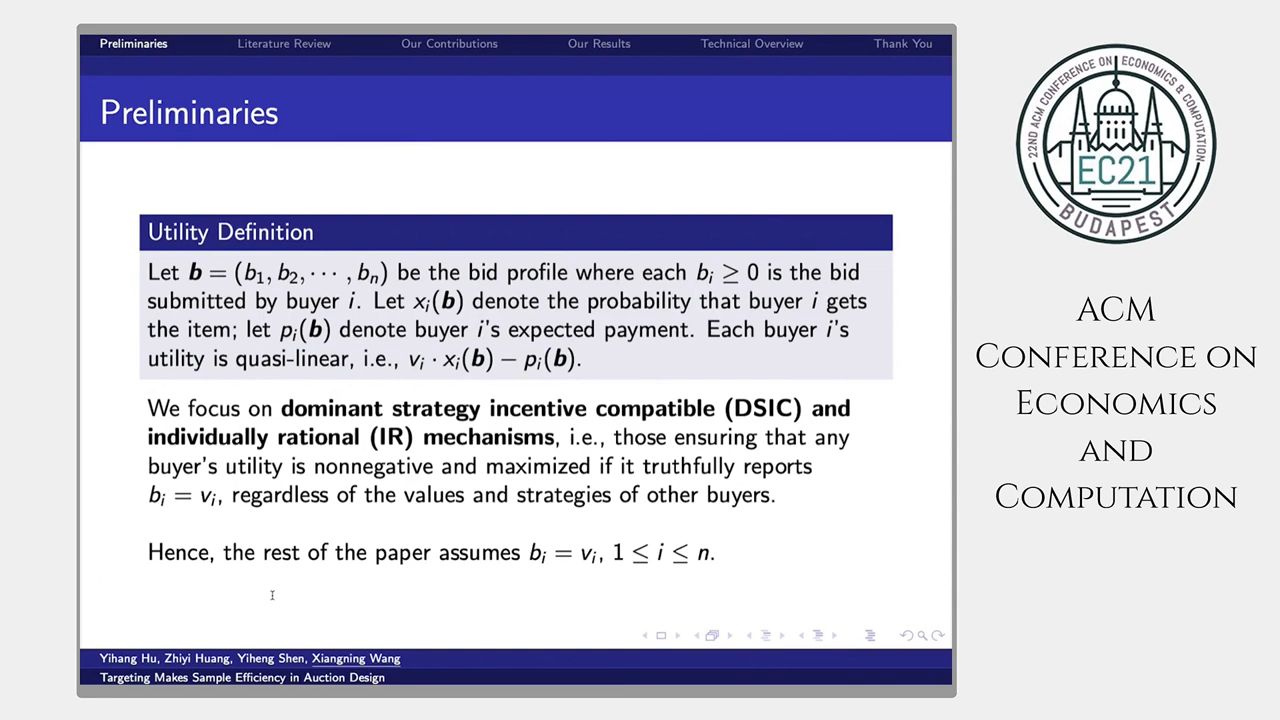 Preliminaries Literature Review Our Contributions Our Results Technical Overview Thank You
Preliminaries
Utility Definition
Let b = (b₁, b₂, ⋯ , bₙ) be the bid profile where each bᵢ ≥ 0 is the bid
submitted by buyer i. Let xᵢ(b) denote the probability that buyer i gets
the item; let pᵢ(b) denote buyer i's expected payment. Each buyer i's
utility is quasi-linear, i.e., vᵢ · xᵢ(b) − pᵢ(b).
We focus on dominant strategy incentive compatible (DSIC) and
individually rational (IR) mechanisms, i.e., those ensuring that any
buyer's utility is nonnegative and maximized if it truthfully reports
bᵢ = vᵢ, regardless of the values and strategies of other buyers.
Hence, the rest of the paper assumes bᵢ = vᵢ, 1 ≤ i ≤ n.
Yihang Hu, Zhiyi Huang, Yiheng Shen, Xiangning Wang
Targeting Makes Sample Efficiency in Auction Design
22ND ACM CONFERENCE ON ECONOMICS & COMPUTATION
EC21
BUDAPEST
ACM
Conference on
Economics
and
Computation